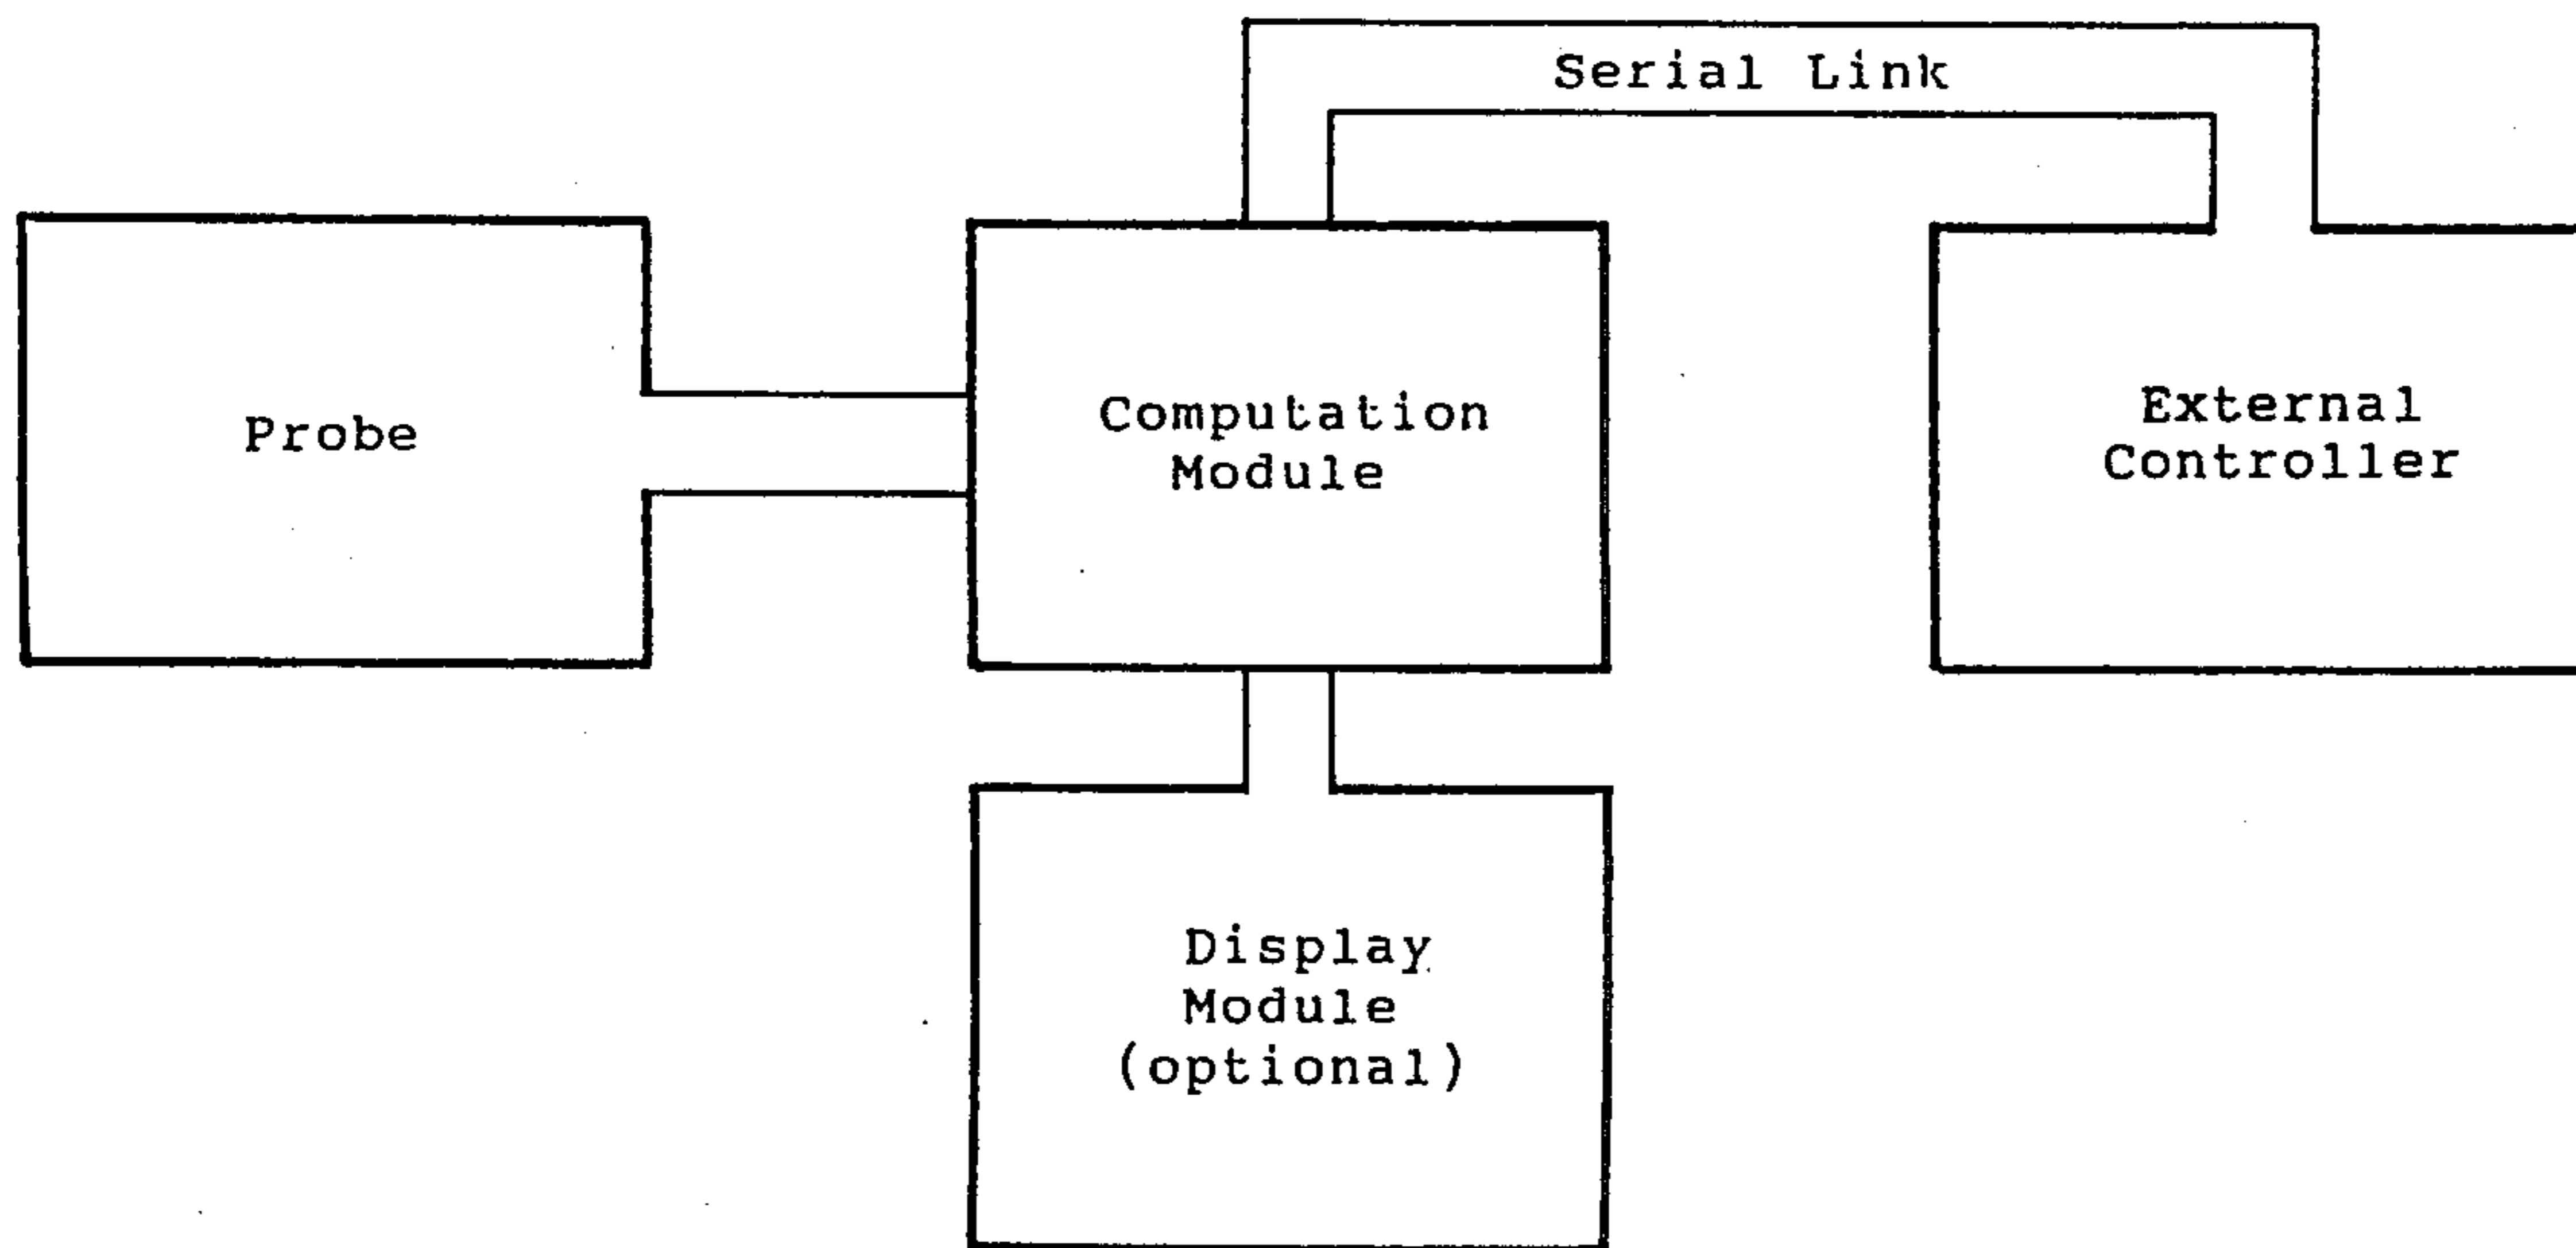 Serial Link
Probe
Computation
Module
External
Controller
Display
Module
(optional)